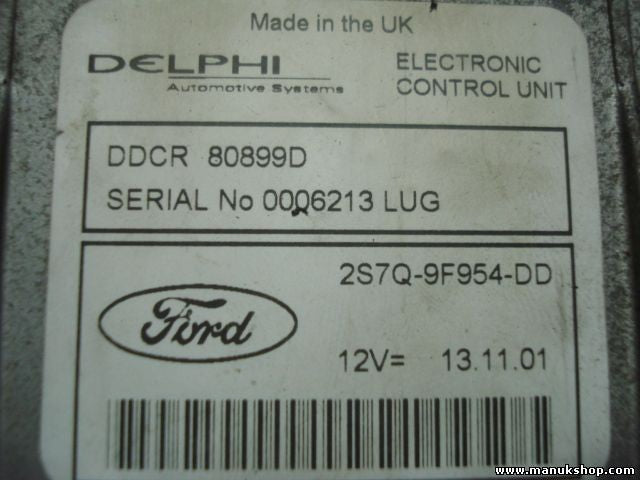 Made in the UK
DELPHI
Automotive Systems
ELECTRONIC
CONTROL UNIT
DDCR 80899D
SERIAL No 0006213 LUG
2S7Q-9F954-DD
Ford
12V= 13.11.01
www.manukshop.com